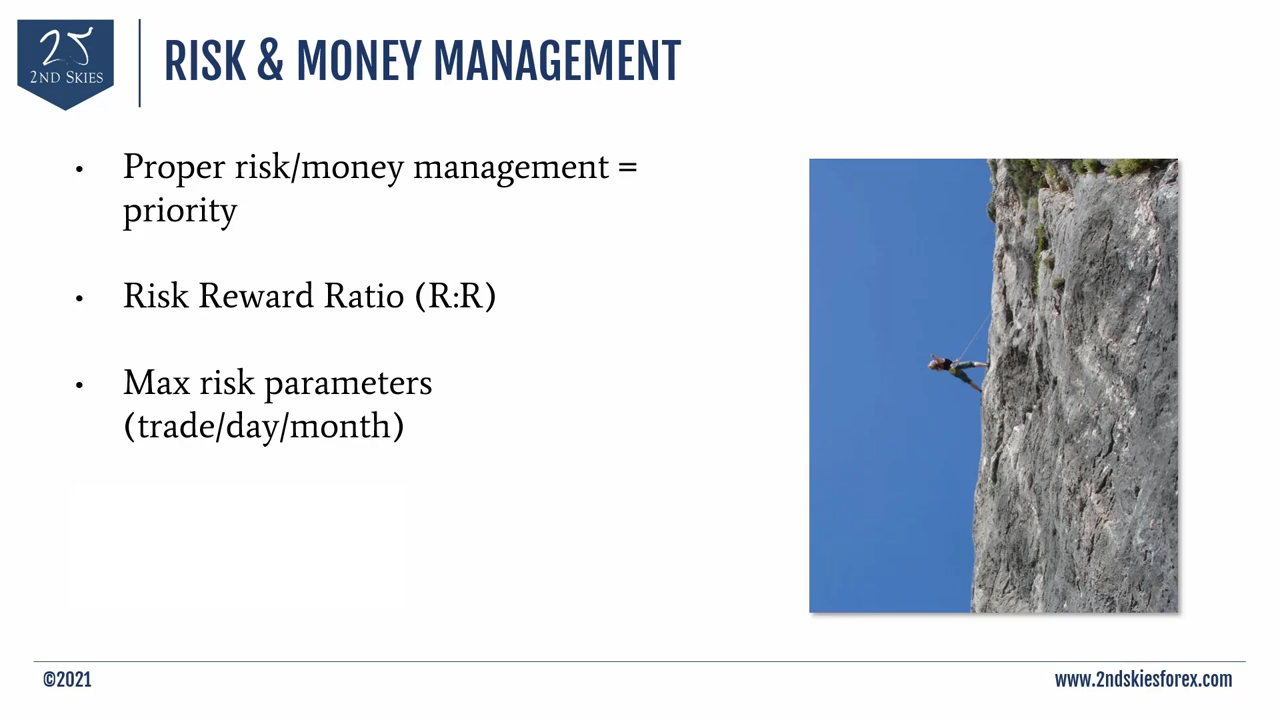 2ND SKIES
RISK & MONEY MANAGEMENT
• Proper risk/money management =
priority
• Risk Reward Ratio (R:R)
• Max risk parameters
(trade/day/month)
©2021
www.2ndskiesforex.com